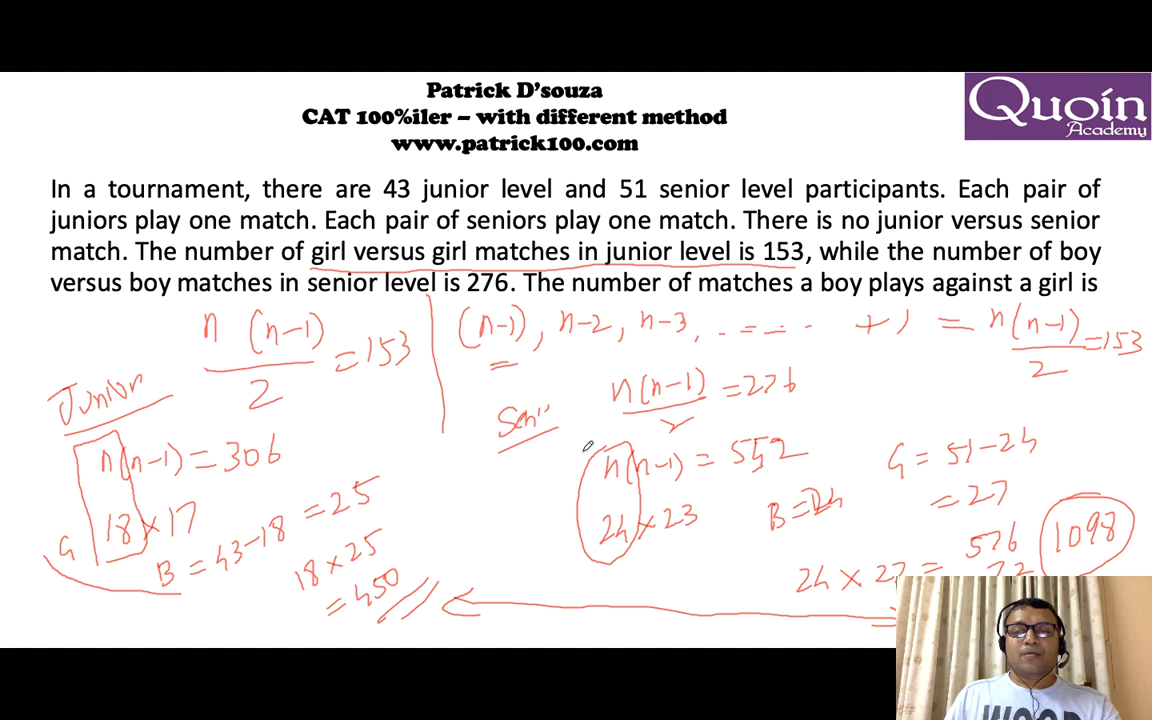 Patrick D'souza
CAT 100%iler – with different method
www.patrick100.com
Quoin
Academy
In a tournament, there are 43 junior level and 51 senior level participants. Each pair of
juniors play one match. Each pair of seniors play one match. There is no junior versus senior
match. The number of girl versus girl matches in junior level is 153, while the number of boy
versus boy matches in senior level is 276. The number of matches a boy plays against a girl is
n (n-1) / 2 = 153
(n-1), n-2, n-3, ..... +1 = n(n-1) / 2 = 153
Junior
n(n-1) = 306
18 × 17
G
B = 43-18 = 25
18 × 25
= 450
n(n-1) / 2 = 276
n(n-1) = 552
24 × 23
B = 24
G = 51-24
= 27
24 × 27 = 576
1098